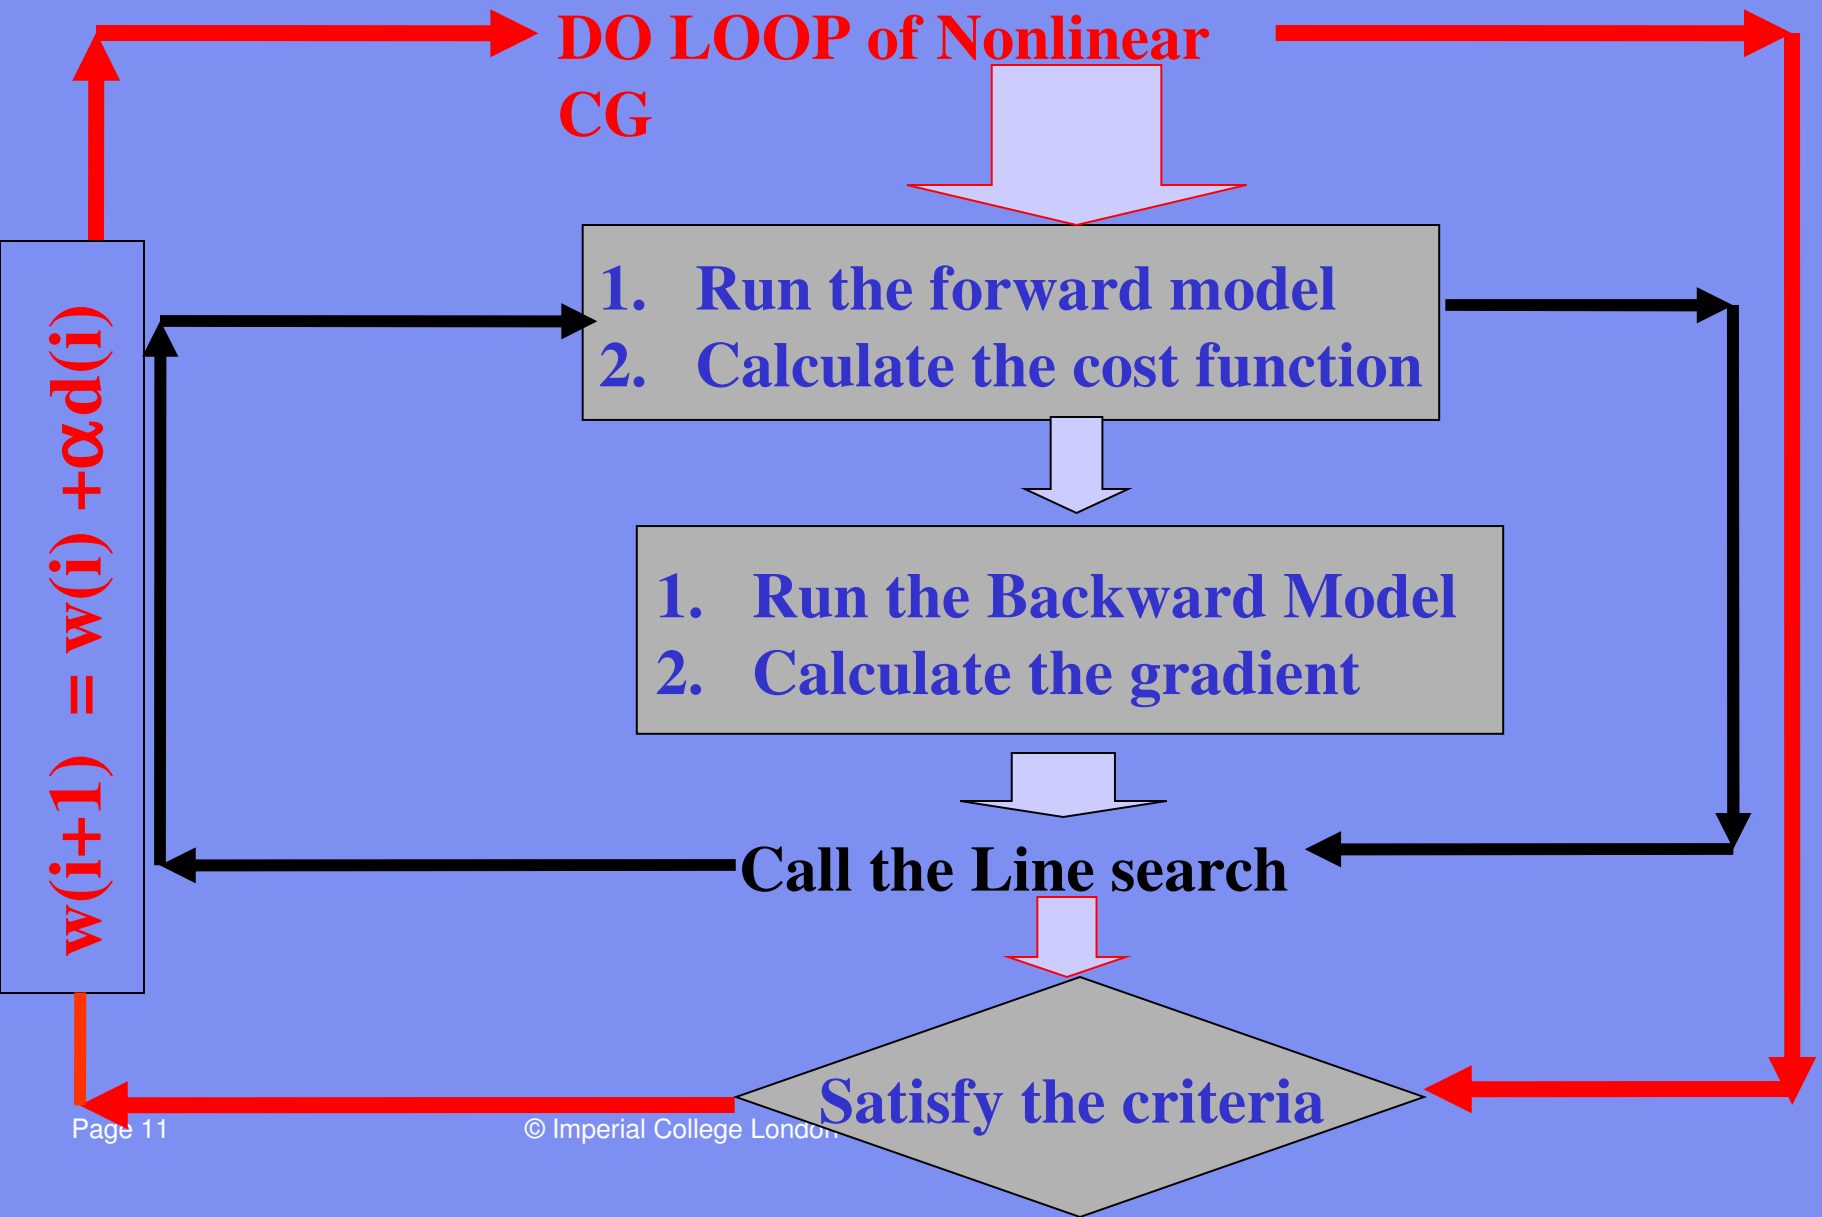 DO LOOP of Nonlinear
CG
1. Run the forward model
2. Calculate the cost function
w(i+1) = w(i) +αd(i)
1. Run the Backward Model
2. Calculate the gradient
Call the Line search
Satisfy the criteria
Page 11
© Imperial College London